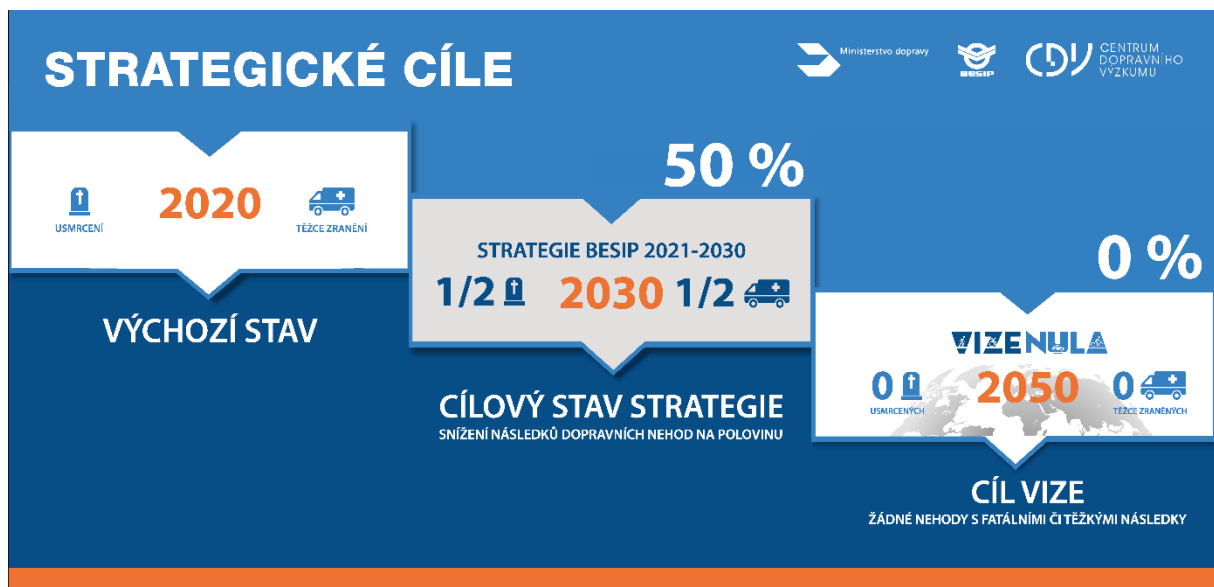 STRATEGICKÉ CÍLE
Ministerstvo dopravy
BESIP
CDV
CENTRUM
DOPRAVNÍHO
VÝZKUMU
2020
USMRCENÍ
TĚŽCE ZRANĚNÍ
VÝCHOZÍ STAV
50 %
STRATEGIE BESIP 2021-2030
1/2 2030 1/2
CÍLOVÝ STAV STRATEGIE
SNÍŽENÍ NÁSLEDKŮ DOPRAVNÍCH NEHOD NA POLOVINU
0 %
VIZE NULA
0 2050 0
USMRCENÝCH
TĚŽCE ZRANĚNÝCH
CÍL VIZE
ŽÁDNÉ NEHODY S FATÁLNÍMI ČI TĚŽKÝMI NÁSLEDKY